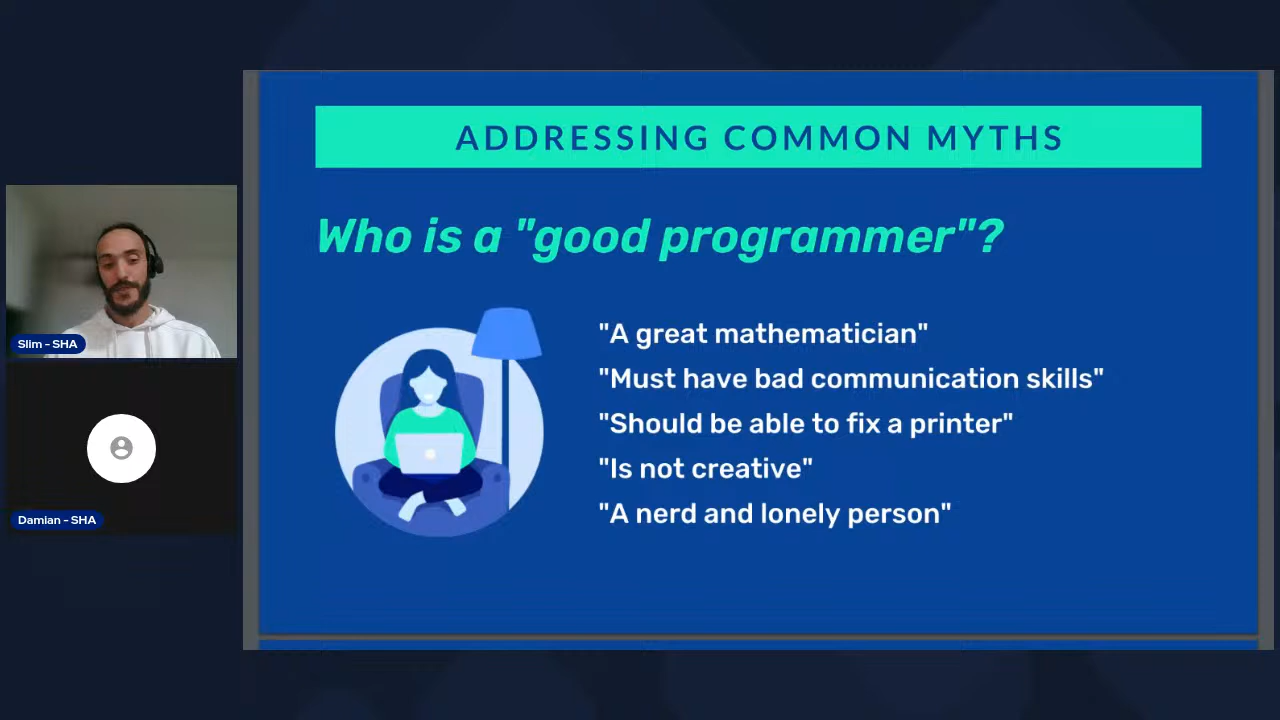 ADDRESSING COMMON MYTHS
Who is a "good programmer"?
"A great mathematician"
"Must have bad communication skills"
"Should be able to fix a printer"
"Is not creative"
"A nerd and lonely person"
Slim - SHA
Damian - SHA